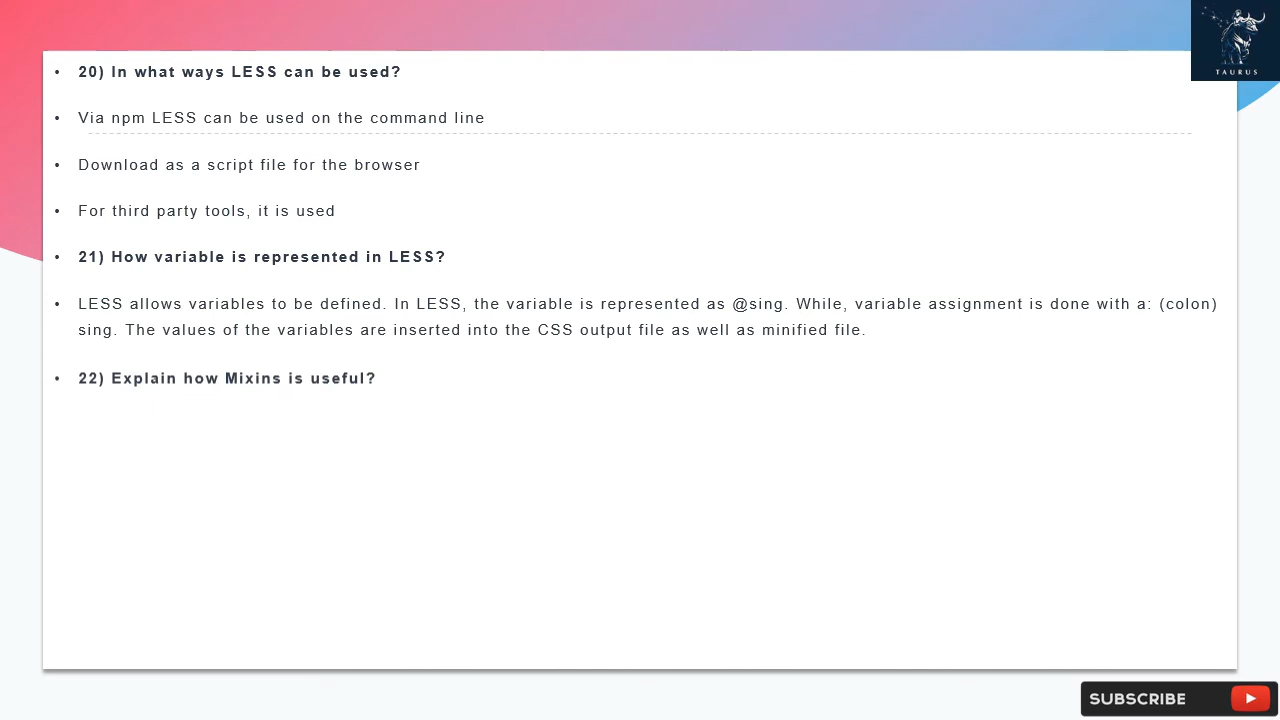 TAURUS
• 20) In what ways LESS can be used?
• Via npm LESS can be used on the command line
• Download as a script file for the browser
• For third party tools, it is used
• 21) How variable is represented in LESS?
• LESS allows variables to be defined. In LESS, the variable is represented as @sing. While, variable assignment is done with a: (colon)
sing. The values of the variables are inserted into the CSS output file as well as minified file.
• 22) Explain how Mixins is useful?
SUBSCRIBE